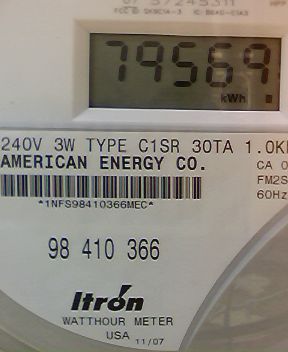 79569
kWh
240V 3W TYPE C1SR 30TA 1.0K
AMERICAN ENERGY CO.
CA
FM2S
60Hz
*1NFS98410366MEC*
98 410 366
Itron
WATTHOUR METER
USA 11/07